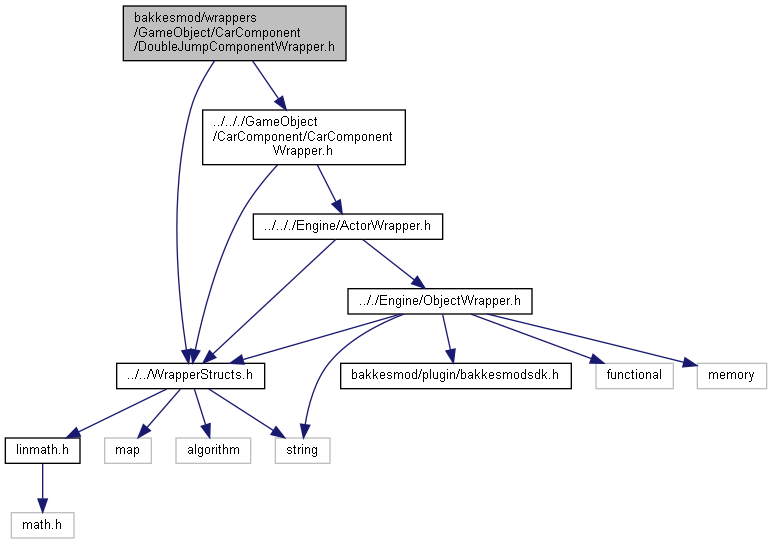 bakkesmod/wrappers
/GameObject/CarComponent
/DoubleJumpComponentWrapper.h
../../../GameObject
/CarComponent/CarComponent
Wrapper.h
../../../Engine/ActorWrapper.h
../../Engine/ObjectWrapper.h
../../WrapperStructs.h
bakkesmod/plugin/bakkesmodsdk.h
functional
memory
linmath.h
map
algorithm
string
math.h